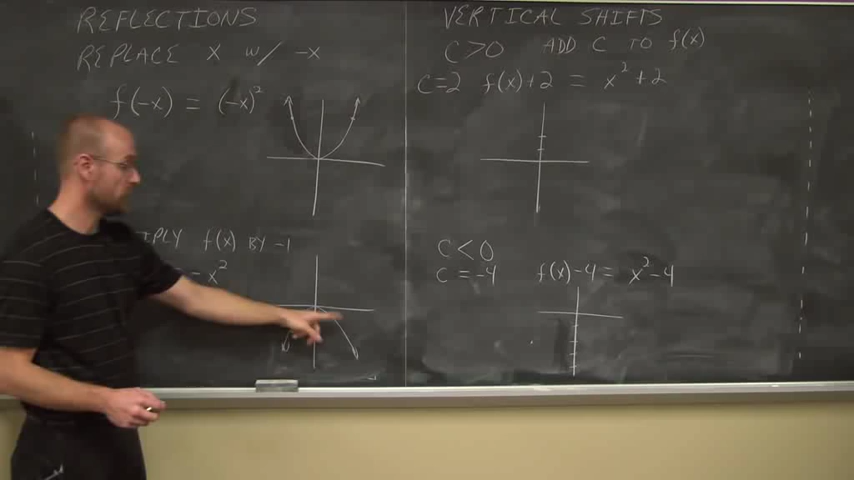 REFLECTIONS
REPLACE X w/ -X
f(-x) = (-x)²
f(x) BY -1
-x²
VERTICAL SHIFTS
C>0 ADD C TO f(x)
C=2 f(x)+2 = x²+2
C<0
C=-4 f(x)-4 = x²-4